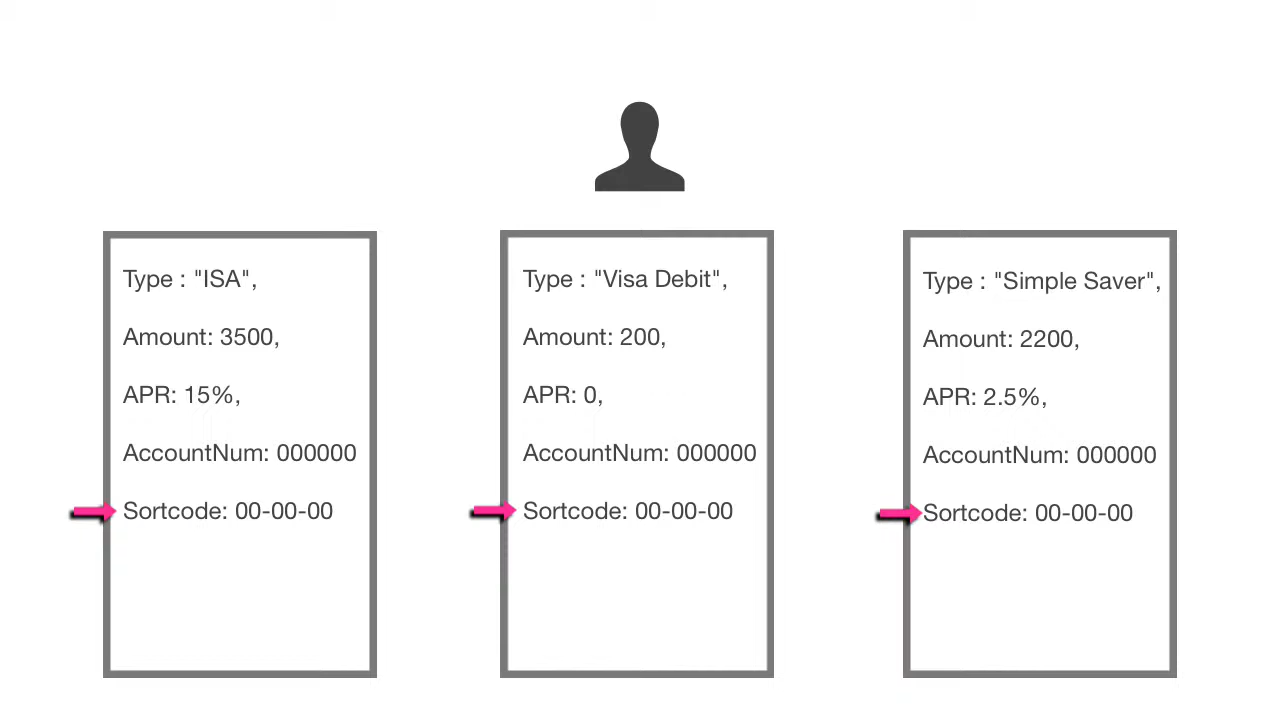 Type : "ISA",
Amount: 3500,
APR: 15%,
AccountNum: 000000
Sortcode: 00-00-00
Type : "Visa Debit",
Amount: 200,
APR: 0,
AccountNum: 000000
Sortcode: 00-00-00
Type : "Simple Saver",
Amount: 2200,
APR: 2.5%,
AccountNum: 000000
Sortcode: 00-00-00